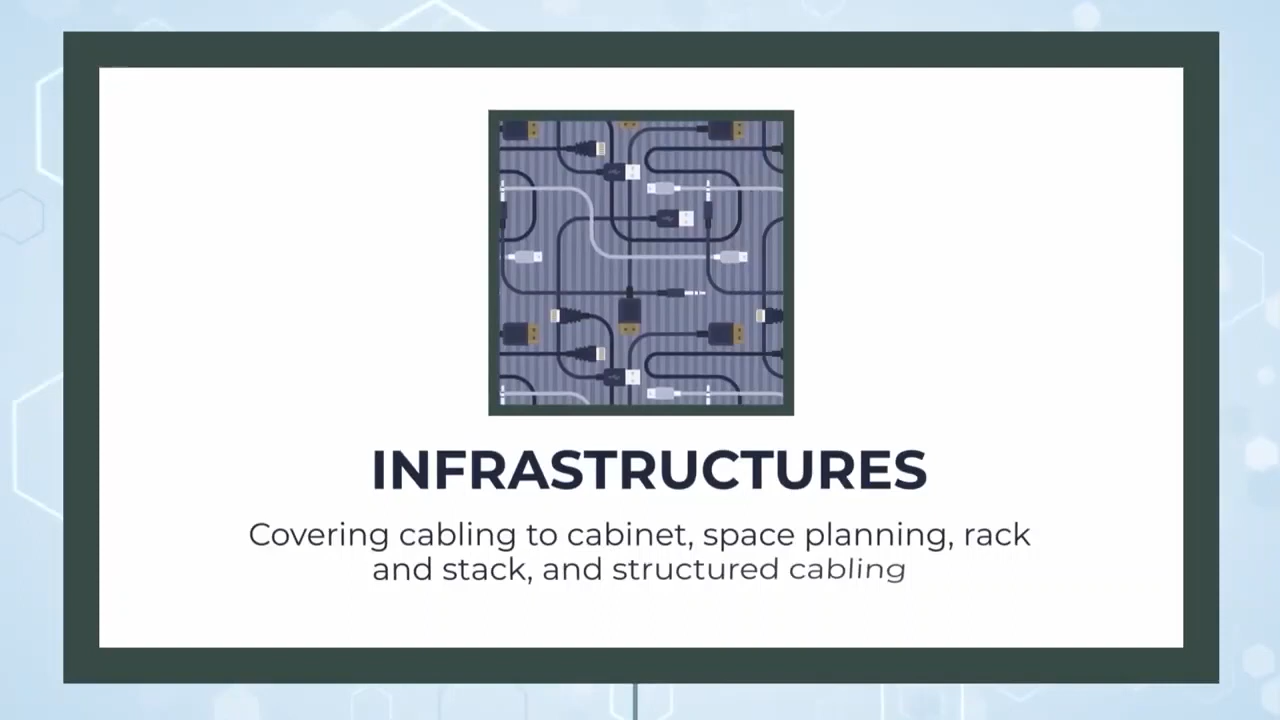 INFRASTRUCTURES
Covering cabling to cabinet, space planning, rack
and stack, and structured cabling